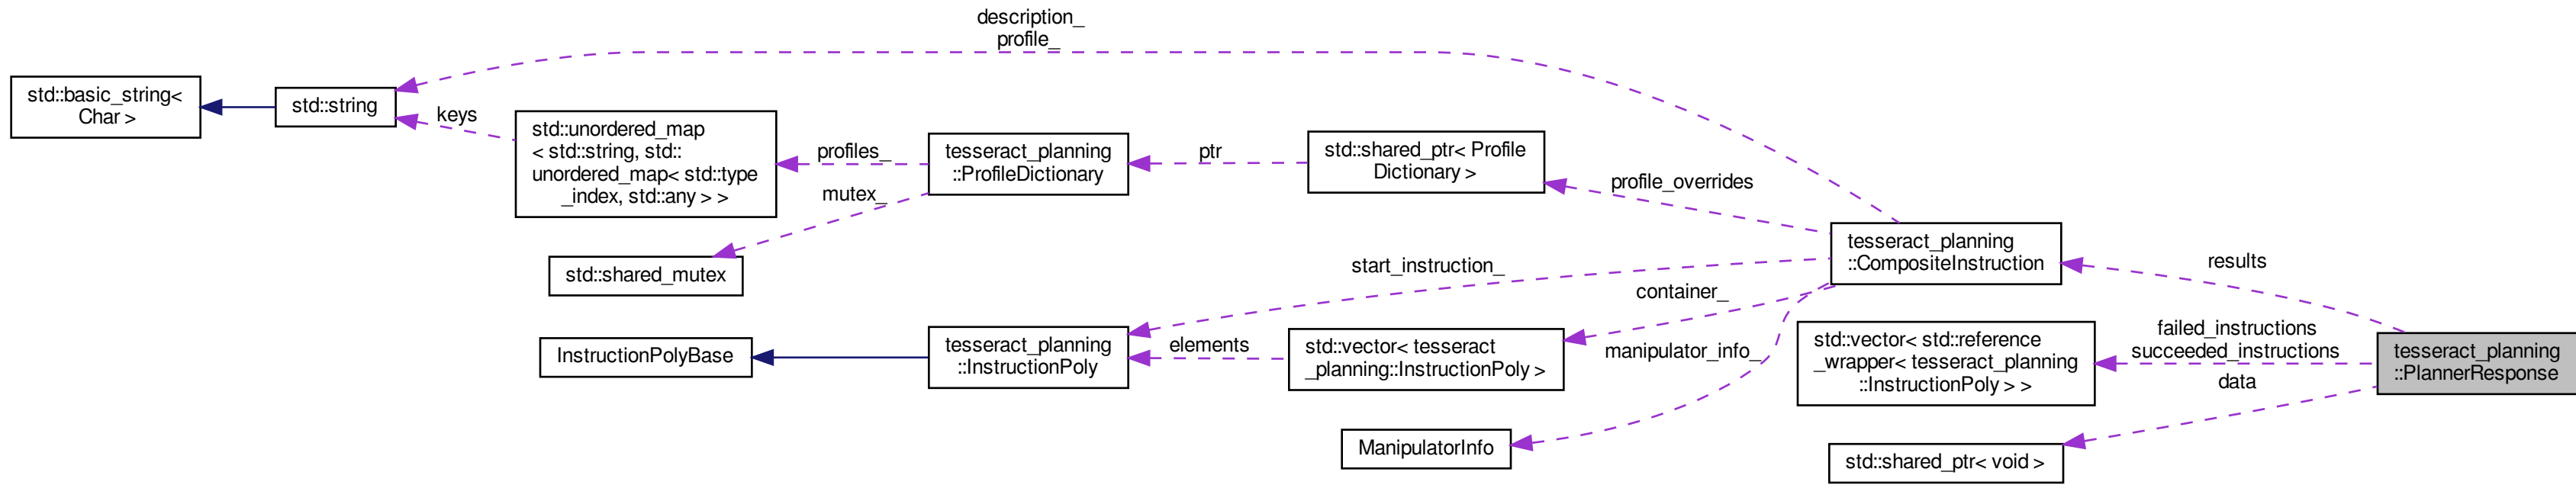 description_
profile_
std::basic_string<
Char >
std::string
keys
std::unordered_map
< std::string, std::
unordered_map< std::type
_index, std::any > >
profiles_
mutex_
tesseract_planning
::ProfileDictionary
ptr
std::shared_ptr< Profile
Dictionary >
profile_overrides
std::shared_mutex
tesseract_planning
::CompositeInstruction
results
start_instruction_
container_
manipulator_info_
InstructionPolyBase
tesseract_planning
::InstructionPoly
elements
std::vector< tesseract
_planning::InstructionPoly >
std::vector< std::reference
_wrapper< tesseract_planning
::InstructionPoly > >
failed_instructions
succeeded_instructions
data
tesseract_planning
::PlannerResponse
ManipulatorInfo
std::shared_ptr< void >